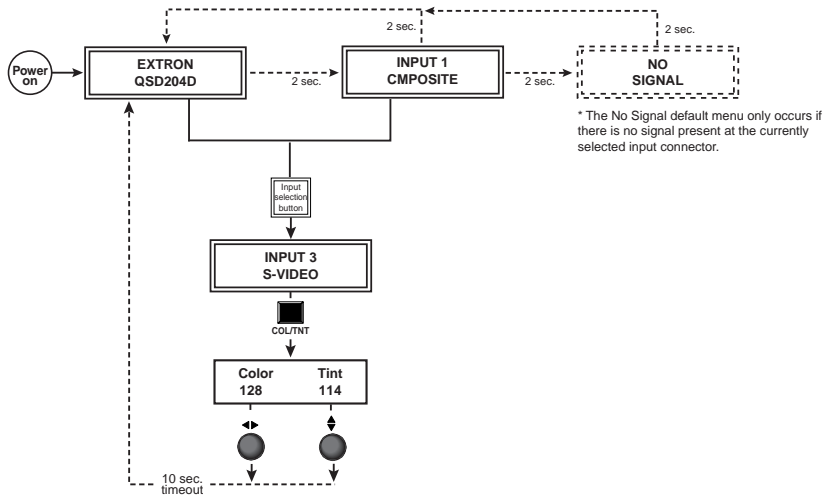 2 sec.
2 sec.
Power
on
EXTRON
QSD204D
2 sec.
INPUT 1
CMPOSITE
2 sec.
NO
SIGNAL
* The No Signal default menu only occurs if
there is no signal present at the currently
selected input connector.
Input
selection
button
INPUT 3
S-VIDEO
COL/TNT
Color Tint
128 114
10 sec.
timeout